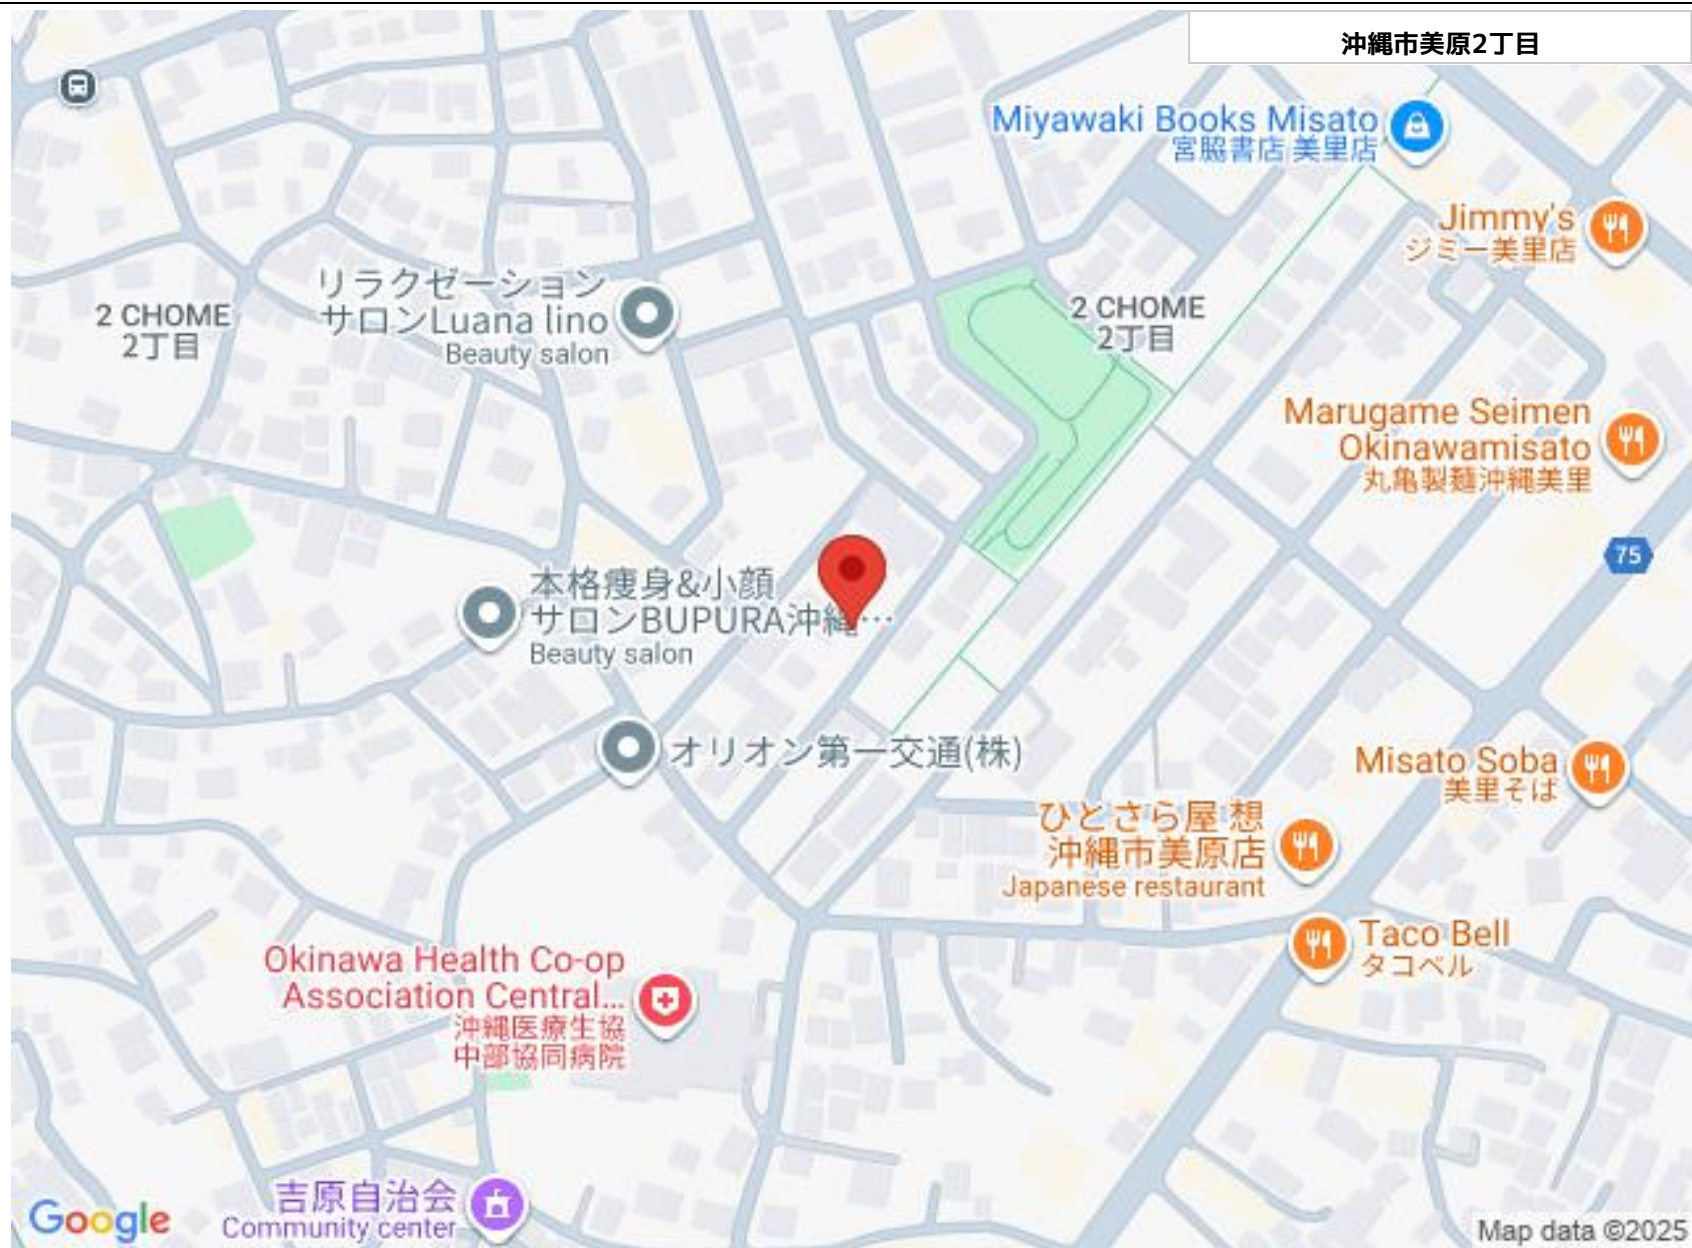 沖縄市美原2丁目
Miyawaki Books Misato
宮脇書店 美里店
Jimmy's
ジミー美里店
リラクゼーション
サロンLuana lino
Beauty salon
2 CHOME
2丁目
2 CHOME
2丁目
Marugame Seimen
Okinawamisato
丸亀製麺沖縄美里
75
本格痩身&小顔
サロンBUPURA沖縄…
Beauty salon
オリオン第一交通(株)
Misato Soba
美里そば
ひとさら屋 想
沖縄市美原店
Japanese restaurant
Taco Bell
タコベル
Okinawa Health Co-op
Association Central...
沖縄医療生協
中部協同病院
吉原自治会
Community center
Google
Map data ©2025